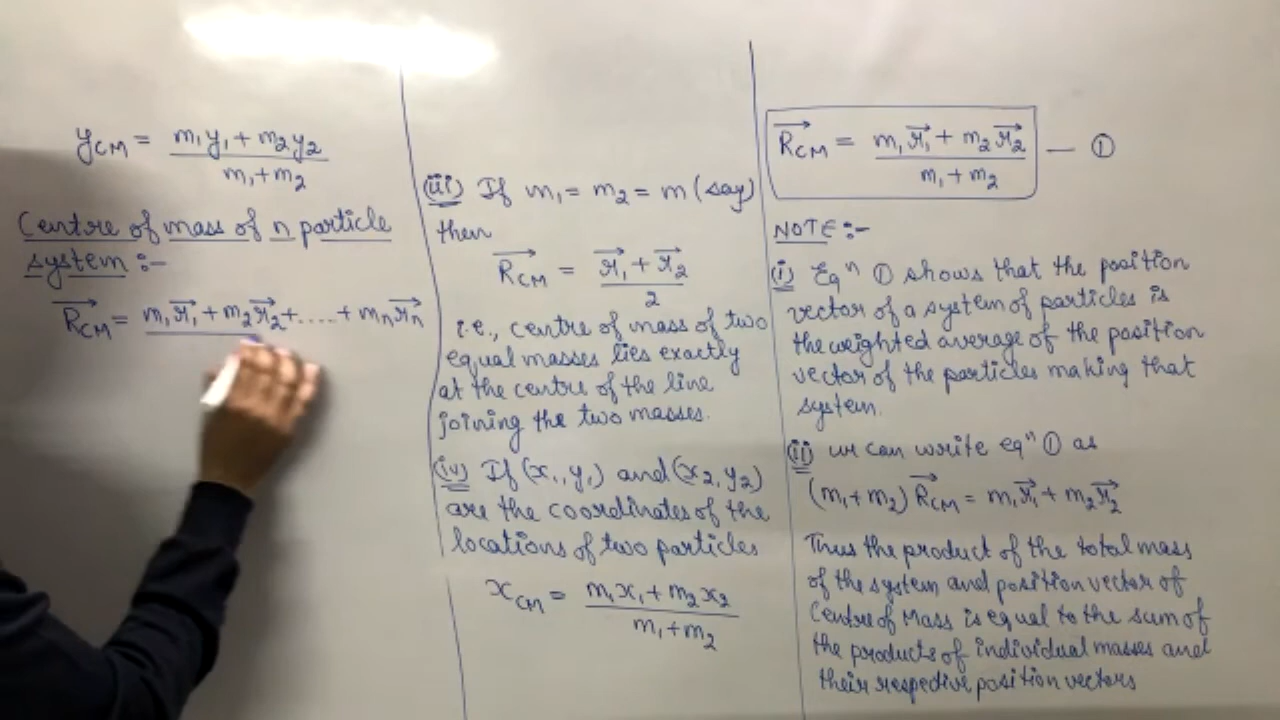 y_CM = m₁y₁ + m₂y₂ / m₁ + m₂
Centre of mass of n particle
system :-
R⃗_CM = m₁r⃗₁ + m₂r⃗₂ + ..... + mₙr⃗ₙ
(iii) If m₁ = m₂ = m (say)
then
R⃗_CM = r⃗₁ + r⃗₂ / 2
i.e., centre of mass of two
equal masses lies exactly
at the centre of the line
joining the two masses.
(iv) If (x₁, y₁) and (x₂, y₂)
are the coordinates of the
locations of two particles
x_CM = m₁x₁ + m₂x₂ / m₁ + m₂
R⃗_CM = m₁r⃗₁ + m₂r⃗₂ / m₁ + m₂ — ①
NOTE :-
(i) Eqⁿ ① shows that the position
vector of a system of particles is
the weighted average of the position
vector of the particles making that
system.
(ii) we can write eqⁿ ① as
(m₁ + m₂) R⃗_CM = m₁r⃗₁ + m₂r⃗₂
Thus the product of the total mass
of the system and position vector of
Centre of Mass is equal to the sum of
the products of individual masses and
their respective position vectors